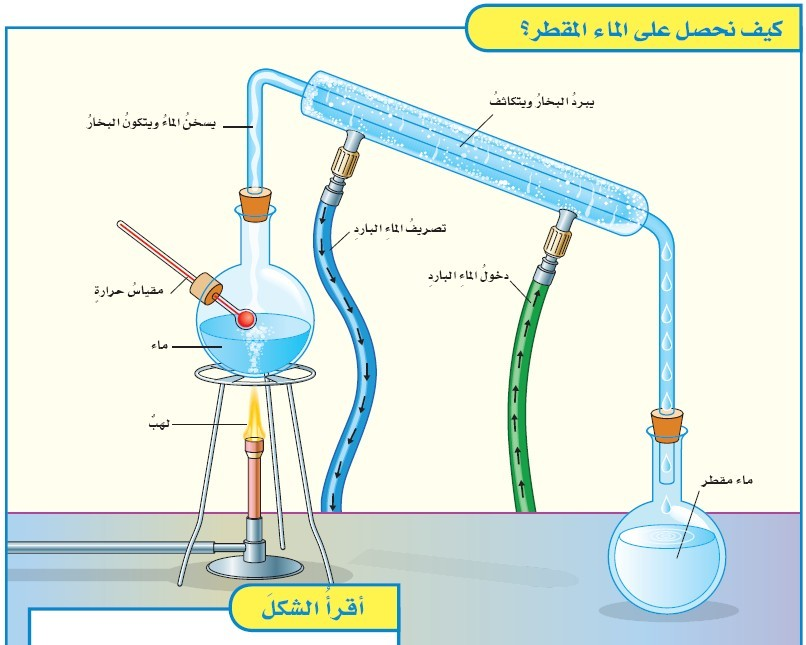 كيف نحصل على الماء المقطر؟
يبردُ البخارُ ويتكاثفُ
يسخنُ الماءُ ويتكونُ البخارُ
تصريفُ الماءِ الباردِ
دخولُ الماءِ الباردِ
مقياسُ حرارةٍ
ماء
لهبٌ
ماء مقطر
أقرأُ الشكلَ